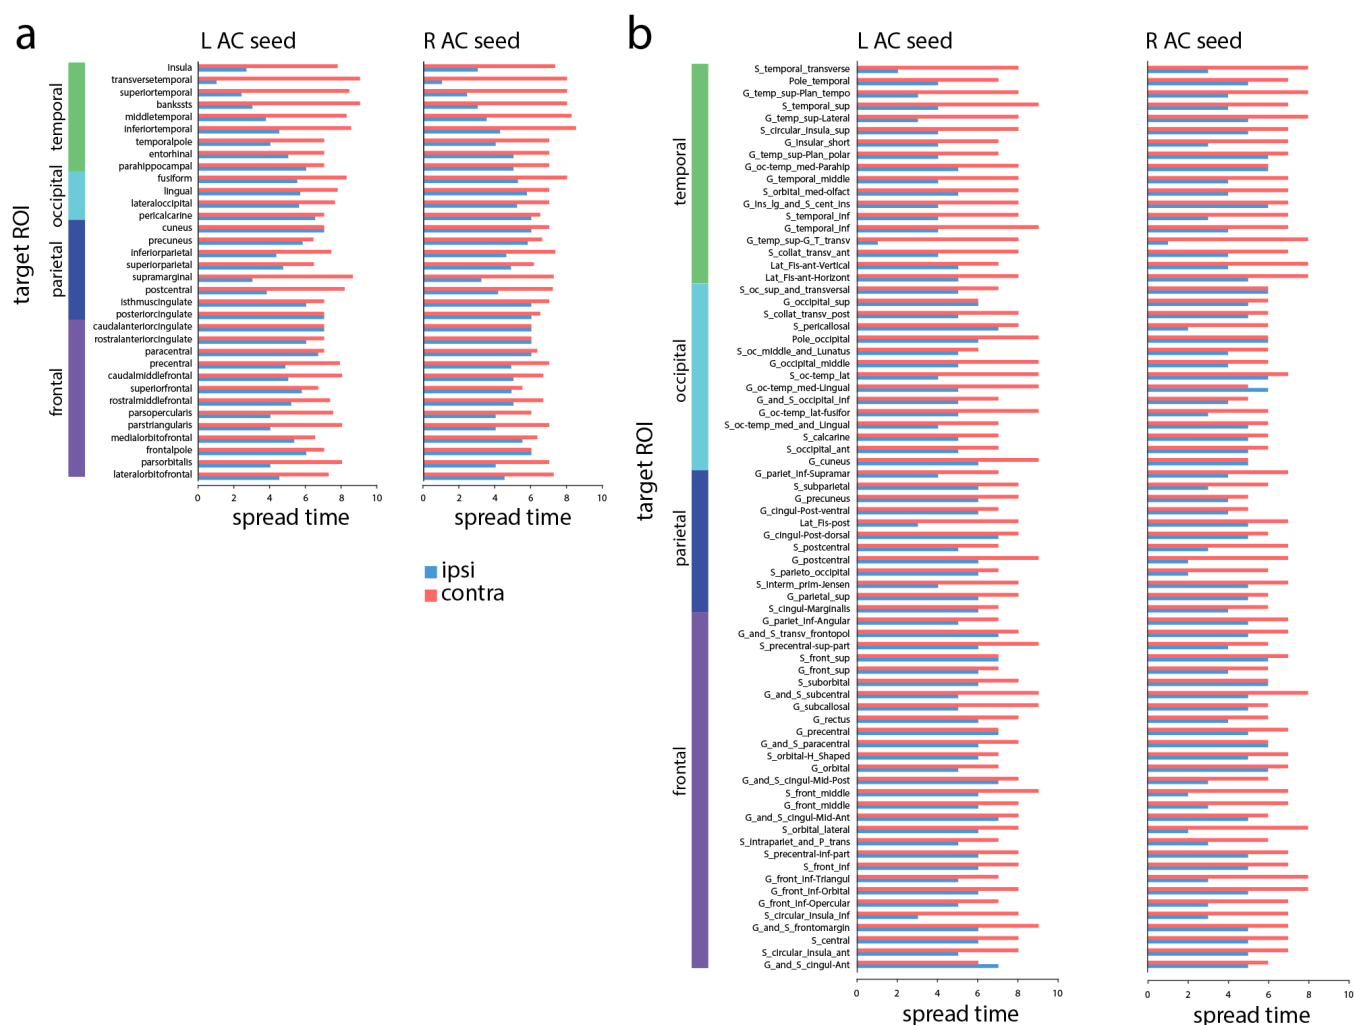 a
L AC seed
R AC seed
target ROI
temporal
occipital
parietal
frontal
Insula
transversetemporal
superiortemporal
bankssts
middletemporal
inferiortemporal
temporalpole
entorhinal
parahippocampal
fusiform
lingual
lateraloccipital
pericalcarine
cuneus
precuneus
inferiorparietal
superiorparietal
supramarginal
postcentral
isthmuscingulate
posteriorcingulate
caudalanteriorcingulate
rostralanteriorcingulate
paracentral
precentral
caudalmiddlefrontal
superiorfrontal
rostralmiddlefrontal
parsopercularis
parstriangularis
medialorbitofrontal
frontalpole
parsorbitalis
lateralorbitofrontal
0 2 4 6 8 10
spread time
0 2 4 6 8 10
spread time
ipsi
contra
b
L AC seed
R AC seed
target ROI
temporal
occipital
parietal
frontal
S_temporal_transverse
Pole_temporal
G_temp_sup-Plan_tempo
S_temporal_sup
G_temp_sup-Lateral
S_circular_insula_sup
G_insular_short
G_temp_sup-Plan_polar
G_oc-temp_med-Parahip
G_temporal_middle
S_orbital_med-olfact
G_Ins_lg_and_S_cent_ins
S_temporal_inf
G_temporal_inf
G_temp_sup-G_T_transv
S_collat_transv_ant
Lat_Fis-ant-Vertical
Lat_Fis-ant-Horizont
S_oc_sup_and_transversal
G_occipital_sup
S_collat_transv_post
S_pericallosal
Pole_occipital
S_oc_middle_and_Lunatus
G_occipital_middle
S_oc-temp_lat
G_oc-temp_med-Lingual
G_and_S_occipital_inf
G_oc-temp_lat-fusifor
S_oc-temp_med_and_Lingual
S_calcarine
S_occipital_ant
G_cuneus
G_pariet_inf-Supramar
S_subparietal
G_precuneus
G_cingul-Post-ventral
Lat_Fis-post
G_cingul-Post-dorsal
S_postcentral
G_postcentral
S_parieto_occipital
S_interm_prim-Jensen
G_parietal_sup
S_cingul-Marginalis
G_pariet_inf-Angular
G_and_S_transv_frontopol
S_precentral-sup-part
S_front_sup
G_front_sup
S_suborbital
G_and_S_subcentral
G_subcallosal
G_rectus
G_precentral
G_and_S_paracentral
S_orbital-H_Shaped
G_orbital
G_and_S_cingul-Mid-Post
S_front_middle
G_front_middle
G_and_S_cingul-Mid-Ant
S_orbital_lateral
S_intrapariet_and_P_trans
S_precentral-inf-part
S_front_inf
G_front_inf-Triangul
G_front_inf-Orbital
G_front_inf-Opercular
S_circular_insula_inf
G_and_S_frontomargin
S_central
S_circular_insula_ant
G_and_S_cingul-Ant
0 2 4 6 8 10
spread time
0 2 4 6 8 10
spread time